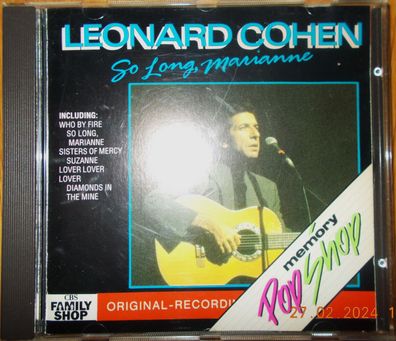 LEONARD COHEN
So Long, Marianne
INCLUDING:
WHO BY FIRE
SO LONG,
MARIANNE
SISTERS OF MERCY
SUZANNE
LOVER LOVER
LOVER
DIAMONDS IN
THE MINE
memory
Pop Shop
CBS
FAMILY
SHOP
ORIGINAL-RECORDIN
27.02.2024 1